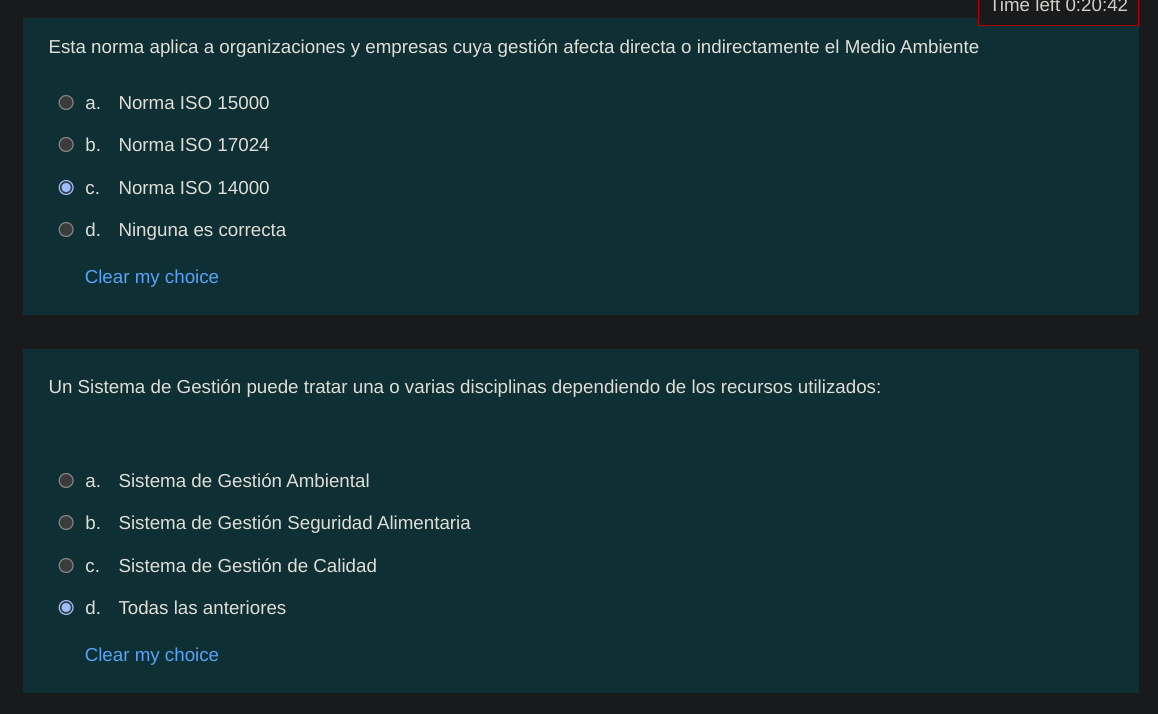 Time left 0:20:42
Esta norma aplica a organizaciones y empresas cuya gestión afecta directa o indirectamente el Medio Ambiente
a. Norma ISO 15000
b. Norma ISO 17024
c. Norma ISO 14000
d. Ninguna es correcta
Clear my choice
Un Sistema de Gestión puede tratar una o varias disciplinas dependiendo de los recursos utilizados:
a. Sistema de Gestión Ambiental
b. Sistema de Gestión Seguridad Alimentaria
c. Sistema de Gestión de Calidad
d. Todas las anteriores
Clear my choice